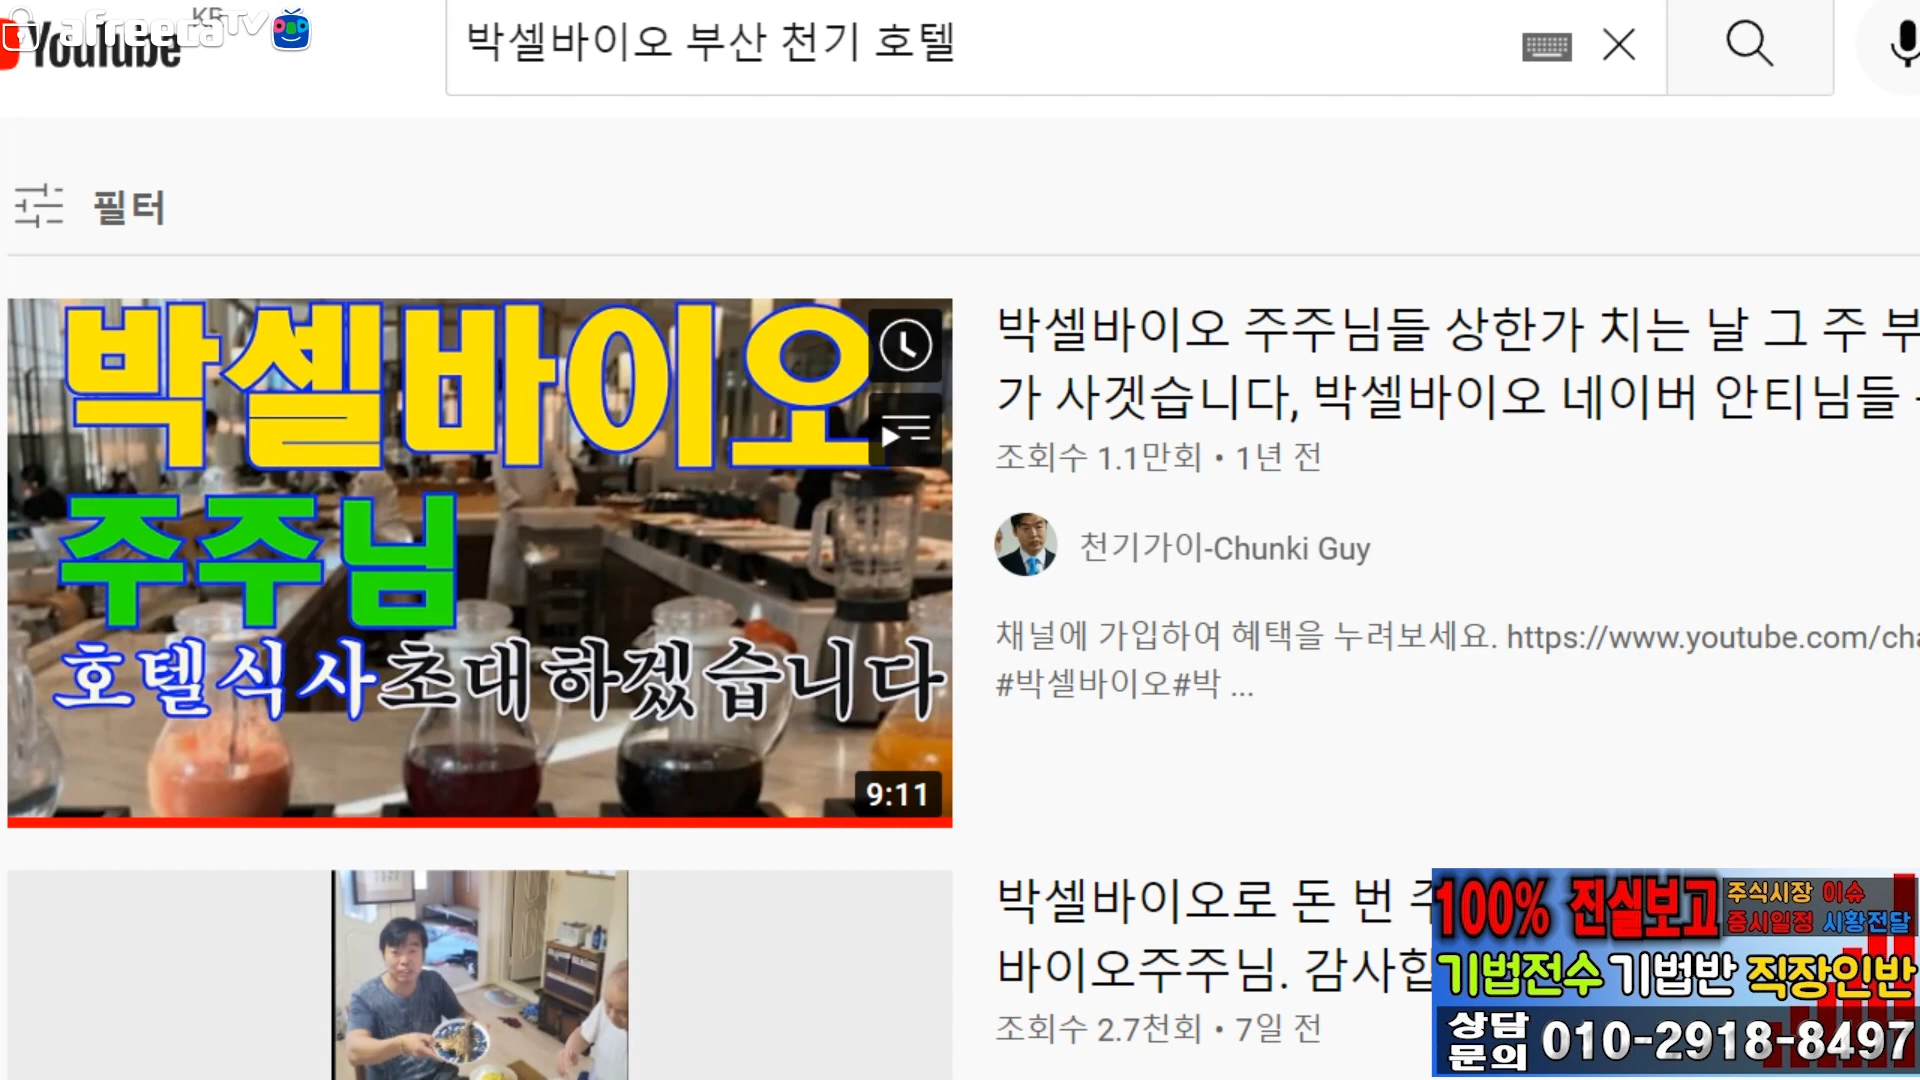 YouTube
KR
afreecaTV
박셀바이오 부산 천기 호텔
필터
박셀바이오
주주님
호텔식사초대하겠습니다
9:11
박셀바이오 주주님들 상한가 치는 날 그 주 부
가 사겟습니다, 박셀바이오 네이버 안티님들
조회수 1.1만회 • 1년 전
천기가이-Chunki Guy
채널에 가입하여 혜택을 누려보세요. https://www.youtube.com/cha
#박셀바이오#박 ...
박셀바이오로 돈 번 주
바이오주주님. 감사합
조회수 2.7천회 • 7일 전
100% 진실보고
주식시장 이슈
증시일정 시황전달
기법전수 기법반 직장인반
상담
문의
010-2918-8497